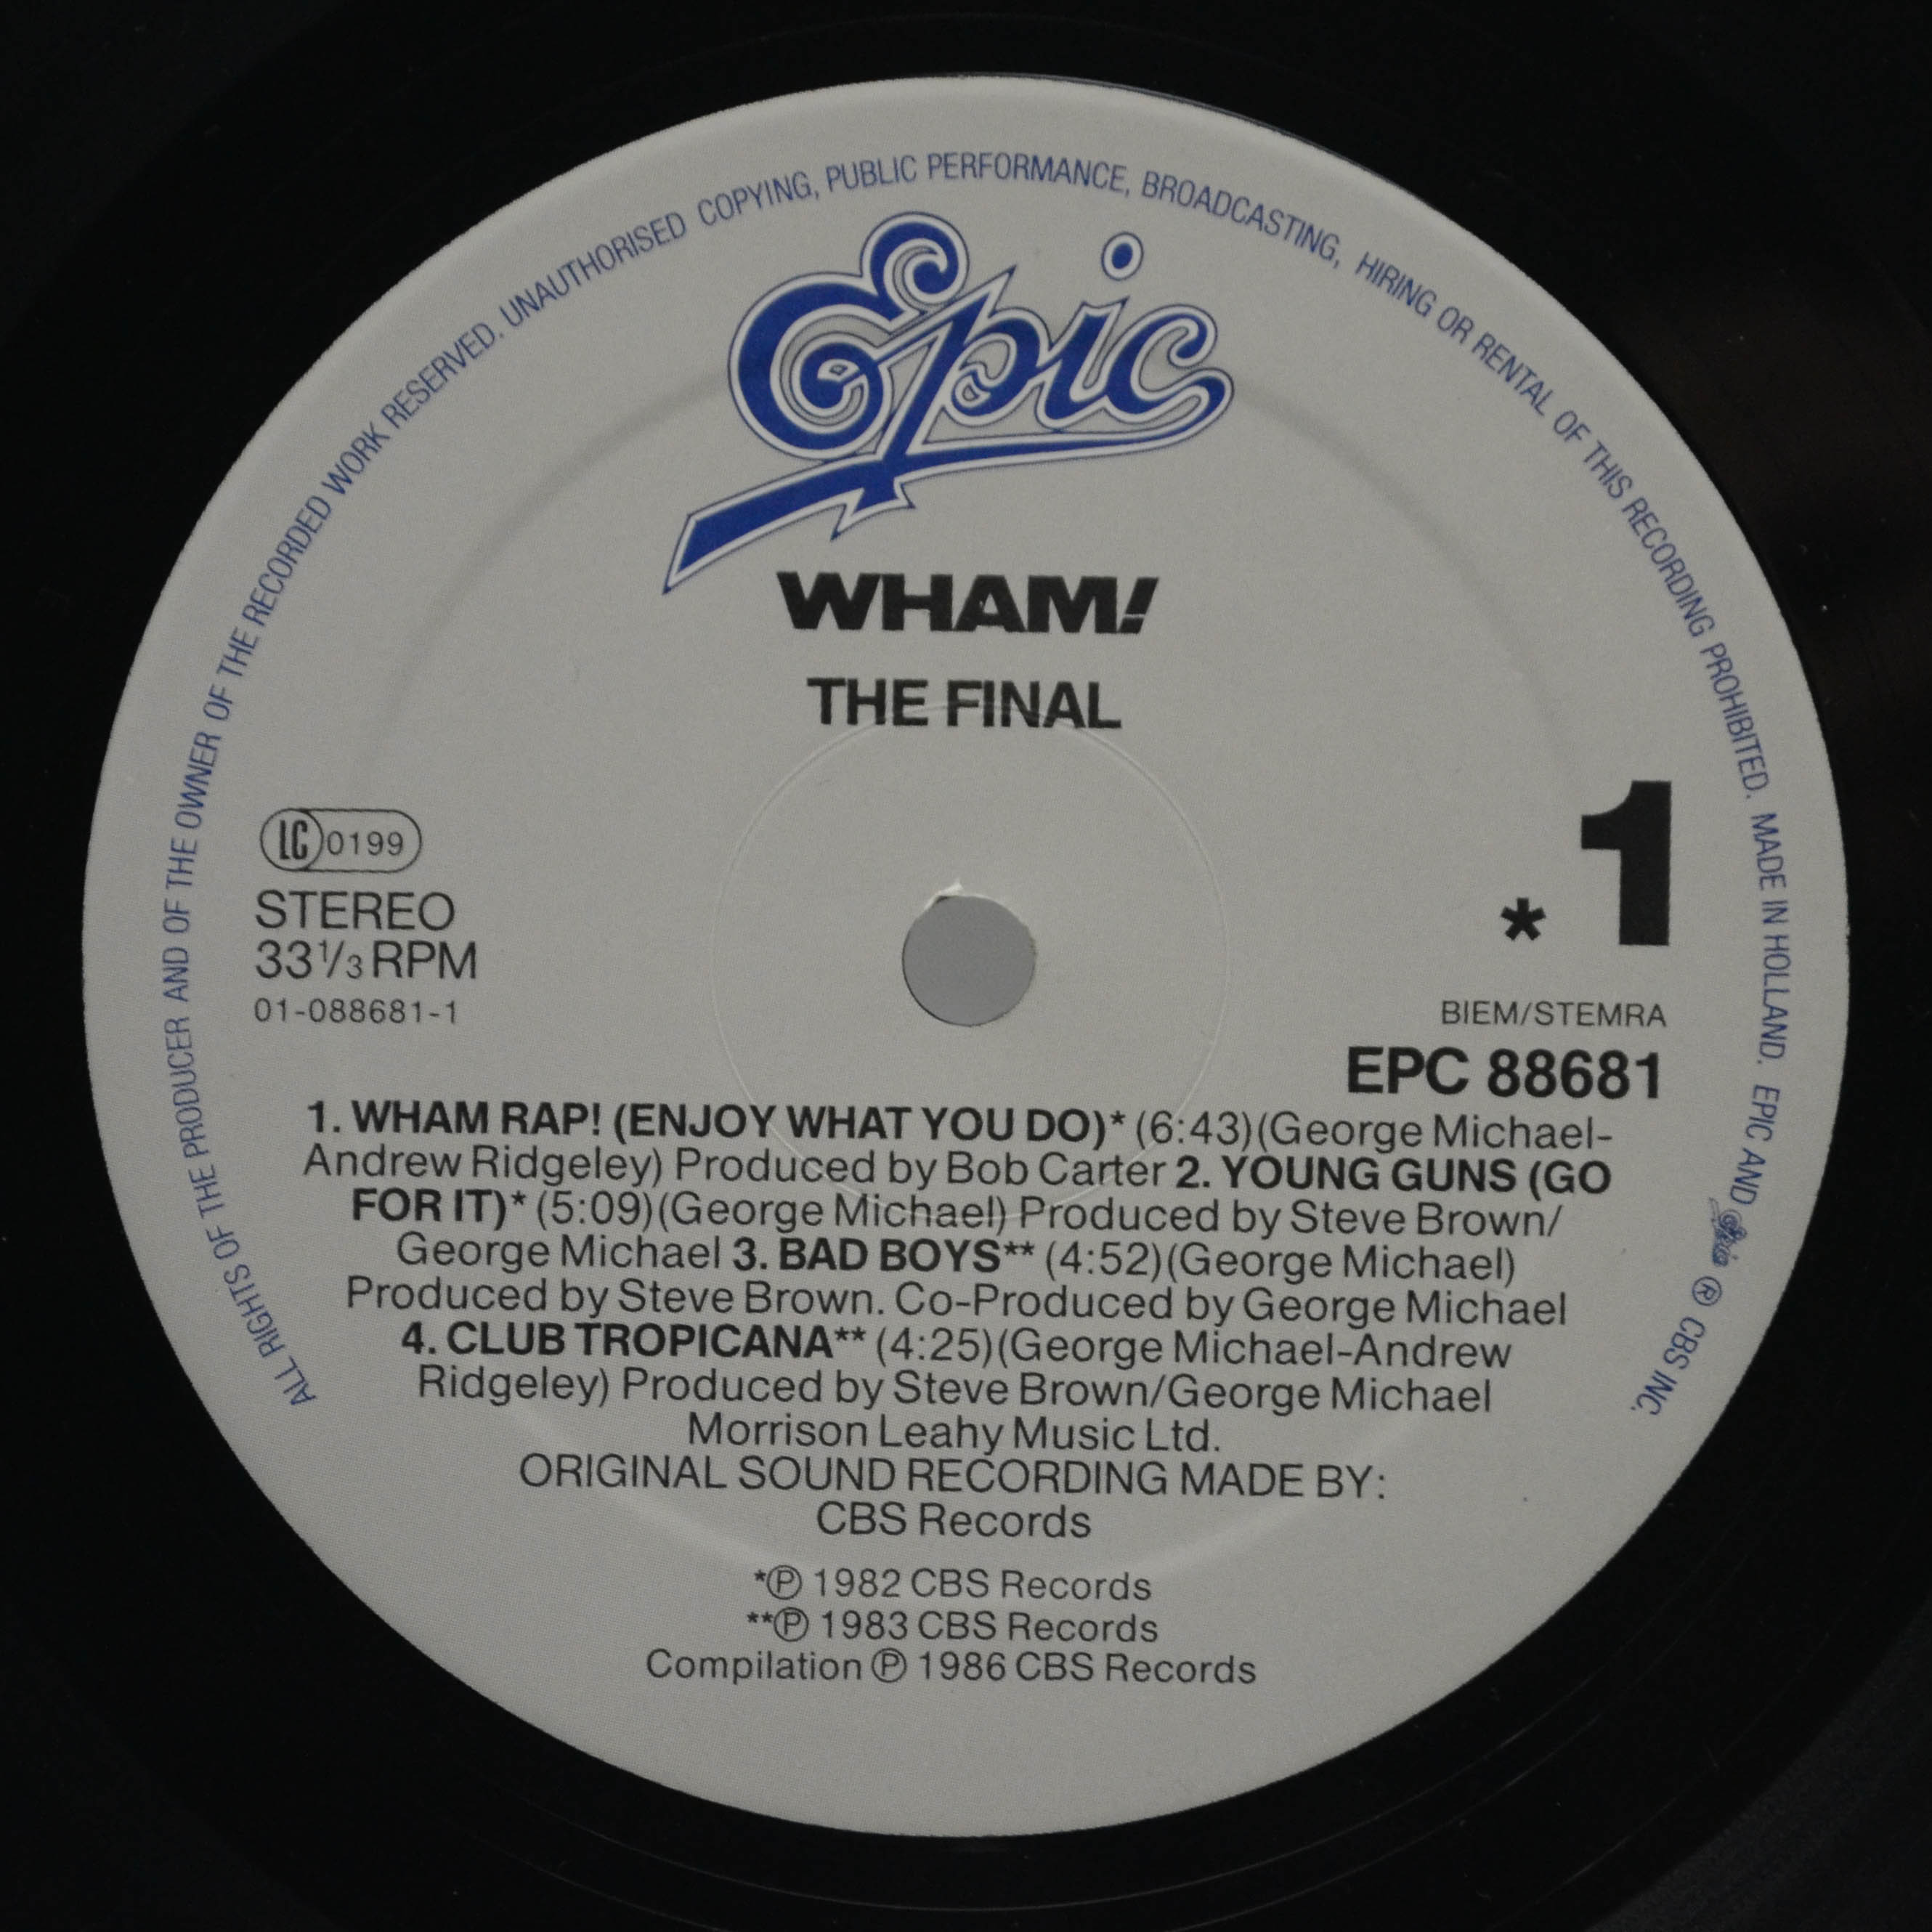 ALL RIGHTS OF THE PRODUCER AND OF THE OWNER OF THE RECORDED WORK RESERVED. UNAUTHORISED COPYING, PUBLIC PERFORMANCE, BROADCASTING, HIRING OR RENTAL OF THIS RECORDING PROHIBITED. MADE IN HOLLAND. EPIC AND Epic ® CBS INC.
Epic
WHAM!
THE FINAL
LC 0199
STEREO
33 1/3 RPM
01-088681-1
1
*
BIEM/STEMRA
EPC 88681
1. WHAM RAP! (ENJOY WHAT YOU DO)* (6:43)(George Michael-
Andrew Ridgeley) Produced by Bob Carter 2. YOUNG GUNS (GO
FOR IT)* (5:09)(George Michael) Produced by Steve Brown/
George Michael 3. BAD BOYS** (4:52)(George Michael)
Produced by Steve Brown. Co-Produced by George Michael
4. CLUB TROPICANA** (4:25)(George Michael-Andrew
Ridgeley) Produced by Steve Brown/George Michael
Morrison Leahy Music Ltd.
ORIGINAL SOUND RECORDING MADE BY:
CBS Records
*℗ 1982 CBS Records
**℗ 1983 CBS Records
Compilation ℗ 1986 CBS Records